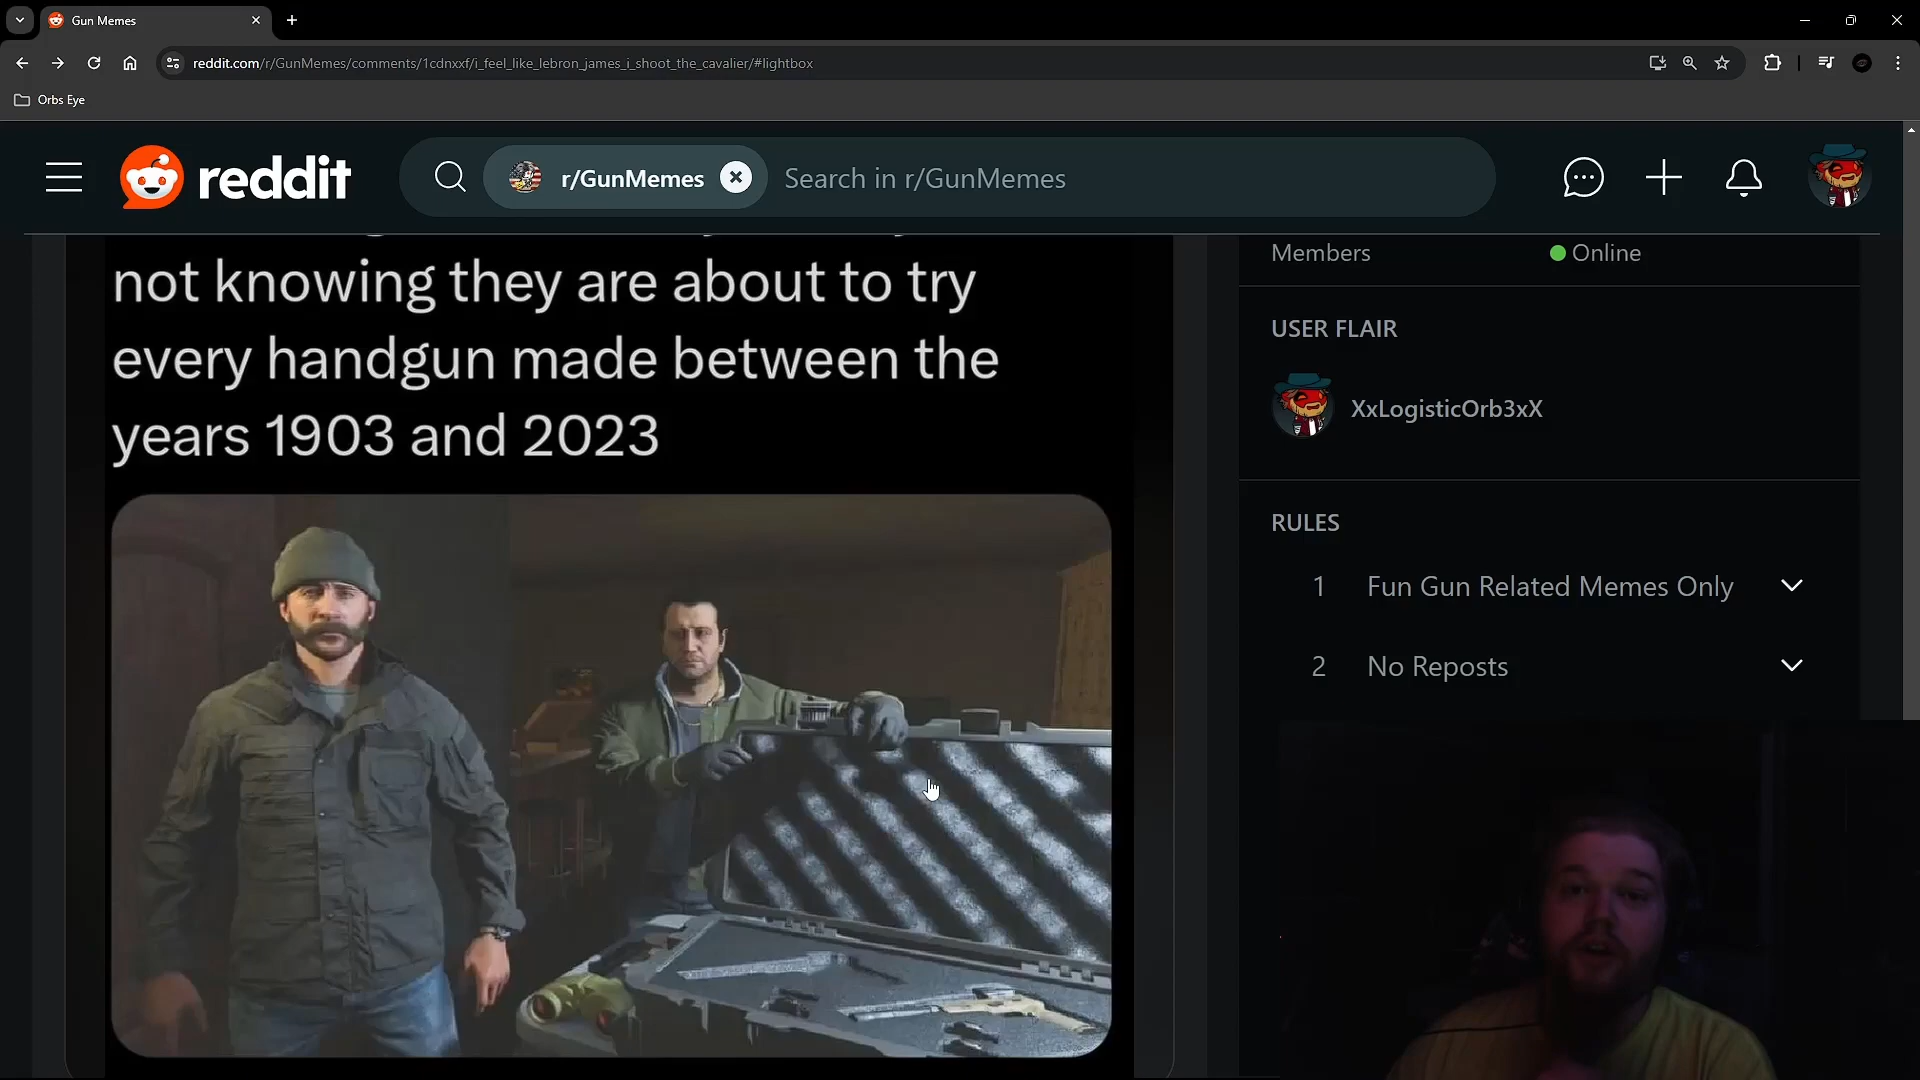 Gun Memes
reddit.com/r/GunMemes/comments/1cdnxxf/i_feel_like_lebron_james_i_shoot_the_cavalier/#lightbox
Orbs Eye
reddit
r/GunMemes
Search in r/GunMemes
not knowing they are about to try
every handgun made between the
years 1903 and 2023
Members
Online
USER FLAIR
XxLogisticOrb3xX
RULES
1 Fun Gun Related Memes Only
2 No Reposts